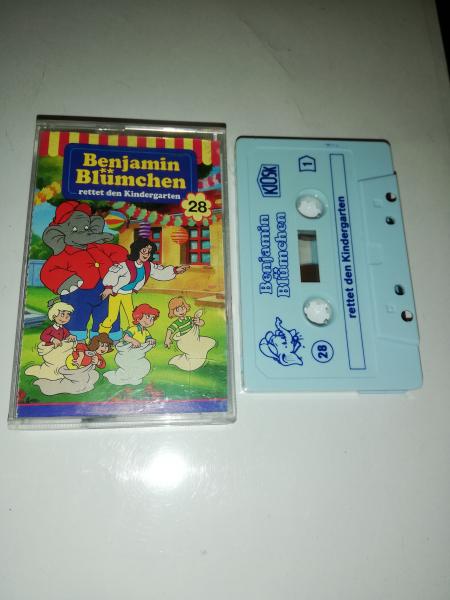 Benjamin
Blümchen
rettet den Kindergarten
28
KIOSK
1
Benjamin
Blümchen
28
rettet den Kindergarten